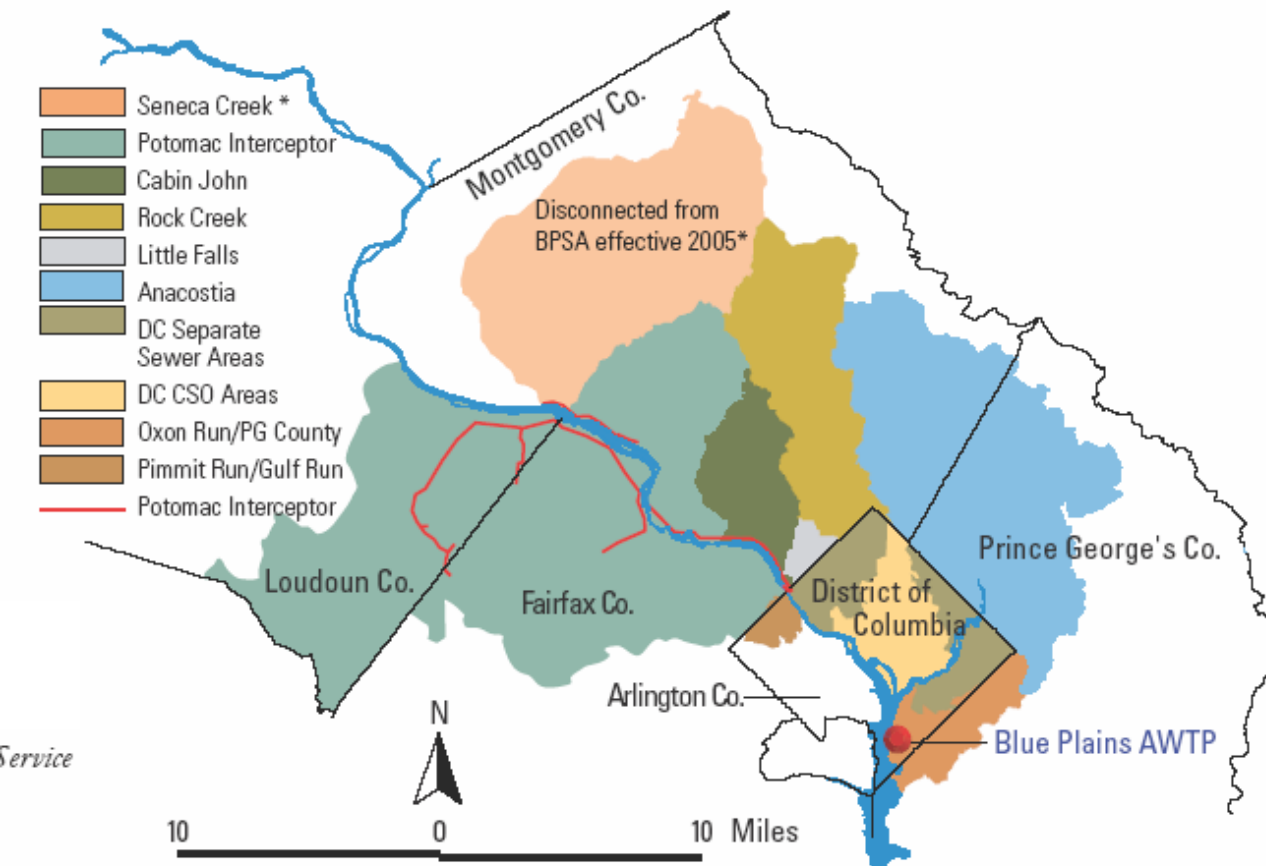 Seneca Creek *
Potomac Interceptor
Cabin John
Rock Creek
Little Falls
Anacostia
DC Separate
Sewer Areas
DC CSO Areas
Oxon Run/PG County
Pimmit Run/Gulf Run
Potomac Interceptor
Montgomery Co.
Disconnected from
BPSA effective 2005*
Prince George's Co.
Loudoun Co.
Fairfax Co.
District of
Columbia
Arlington Co.
Blue Plains AWTP
Service
N
10 0 10 Miles